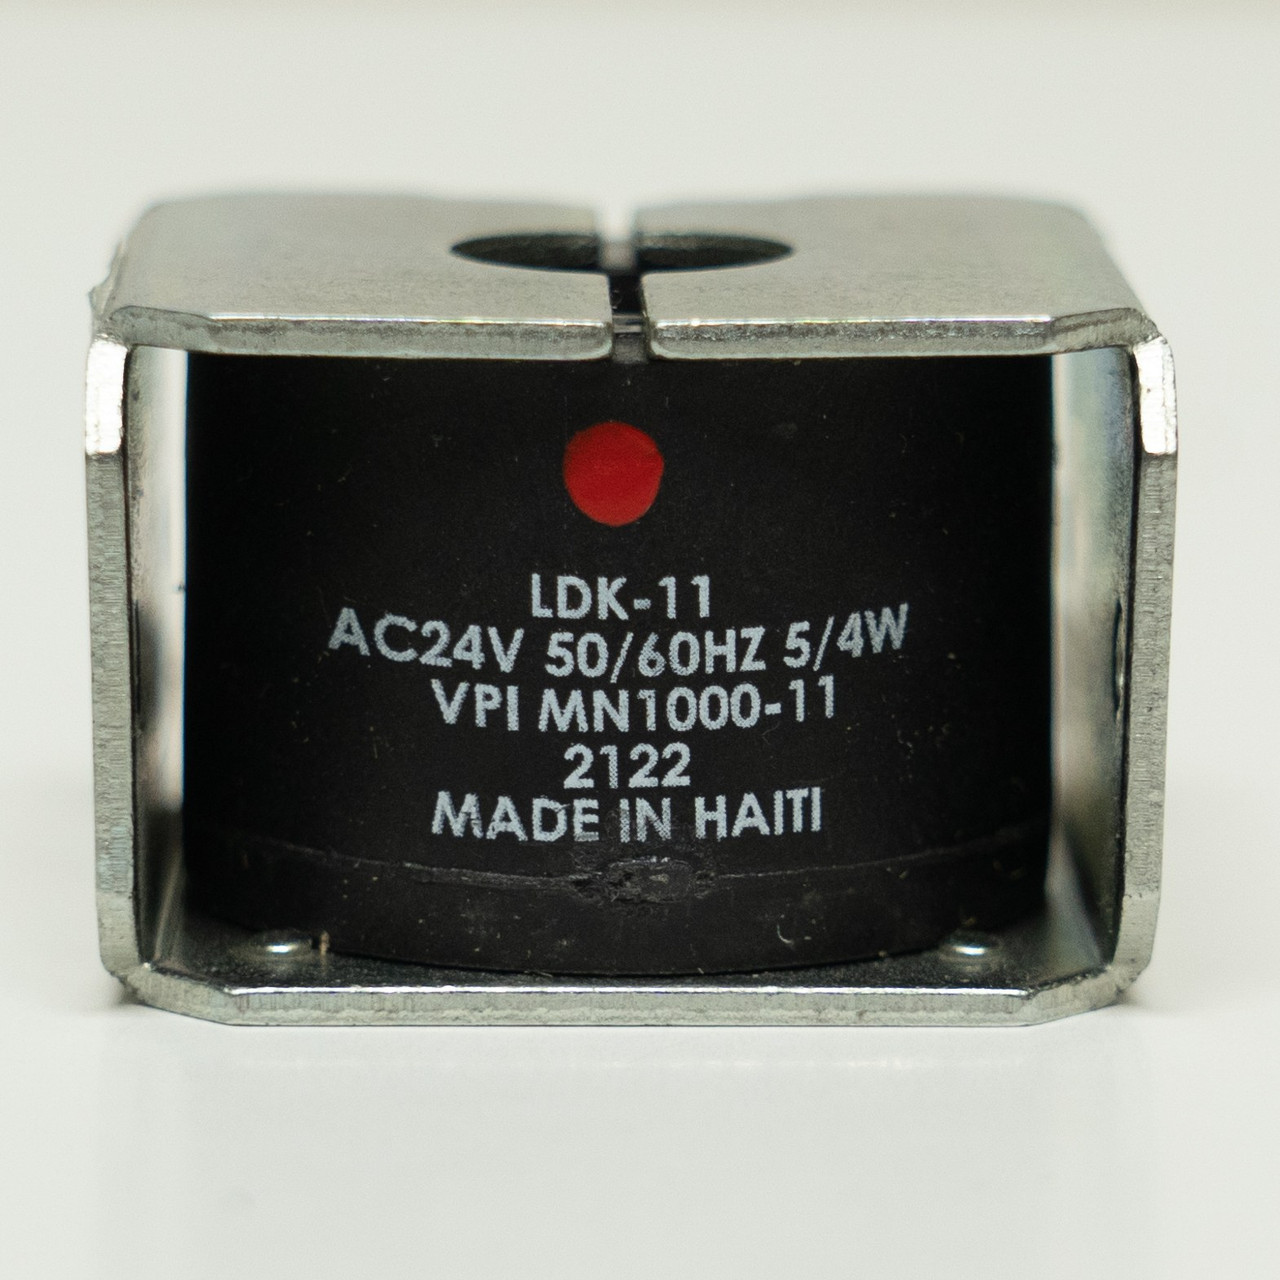 LDK-11
AC24V 50/60HZ 5/4W
VPI MN1000-11
2122
MADE IN HAITI